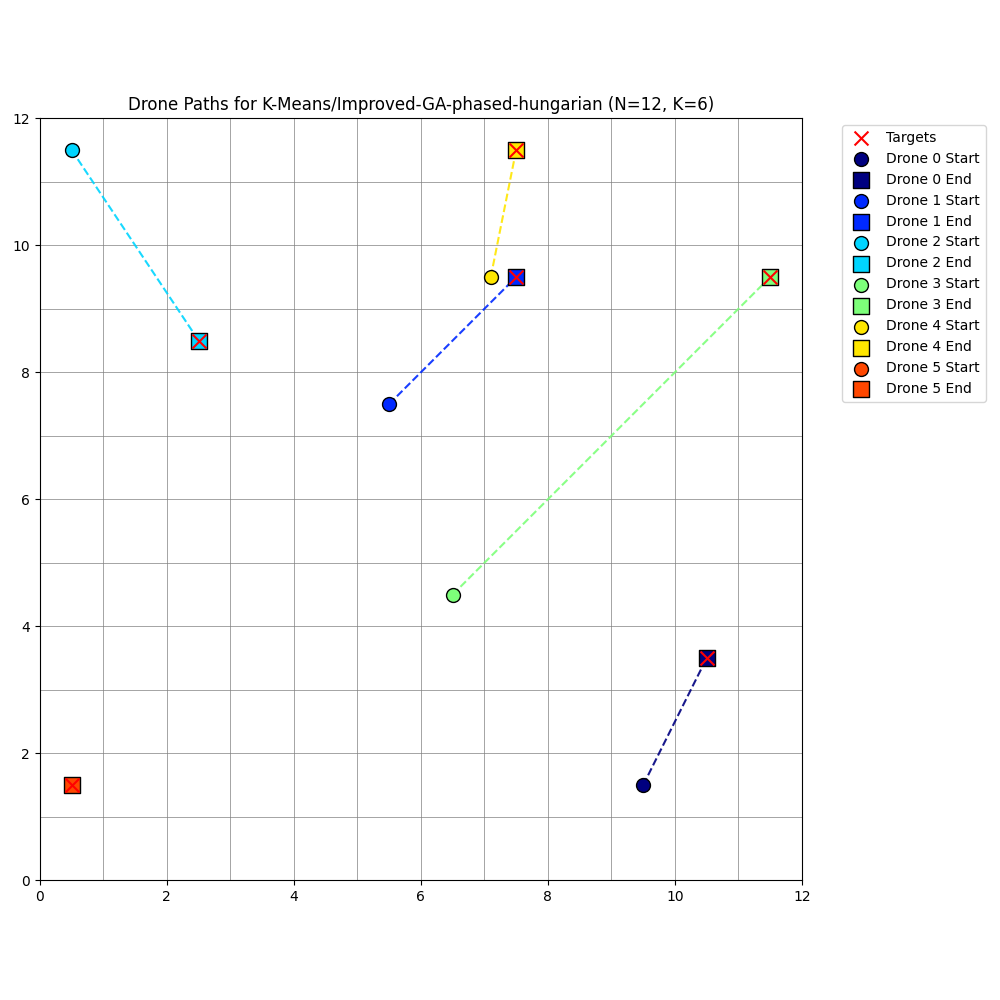 Drone Paths for K-Means/Improved-GA-phased-hungarian (N=12, K=6)
12
10
8
6
4
2
0
0 2 4 6 8 10 12
Targets
Drone 0 Start
Drone 0 End
Drone 1 Start
Drone 1 End
Drone 2 Start
Drone 2 End
Drone 3 Start
Drone 3 End
Drone 4 Start
Drone 4 End
Drone 5 Start
Drone 5 End